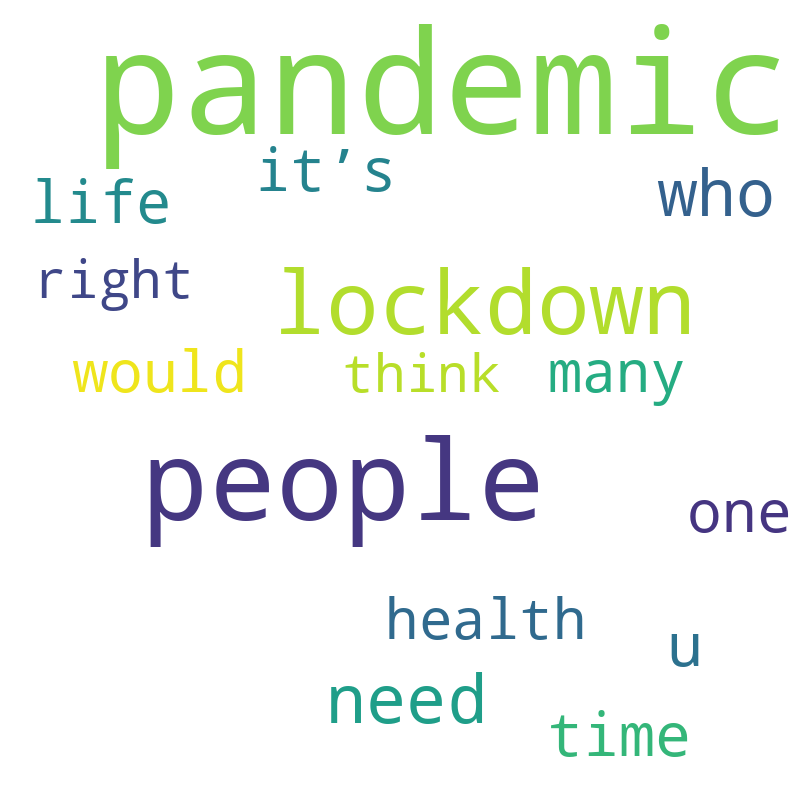 pandemic
it’s
life
who
right
lockdown
would
think
many
people
one
health
u
need
time